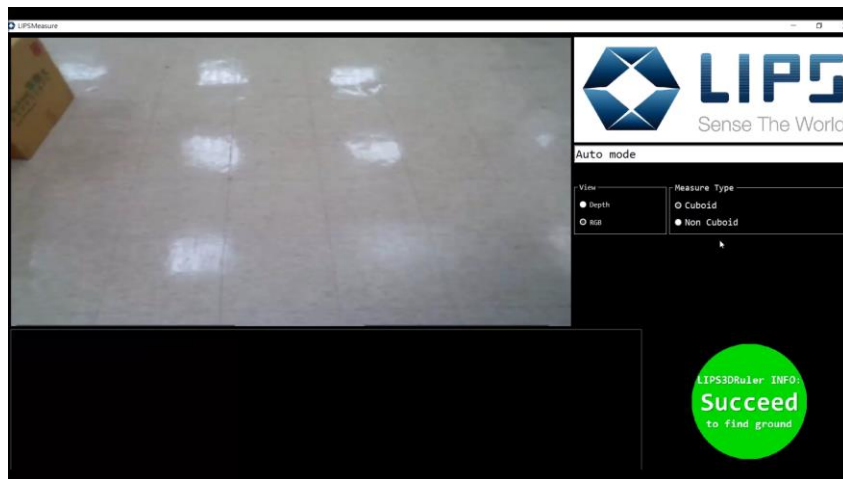 LIPSMeasure
LIPS
Sense The World
Auto mode
View
Depth
RGB
Measure Type
Cuboid
Non Cuboid
LIPS3DRuler INFO:
Succeed
to find ground